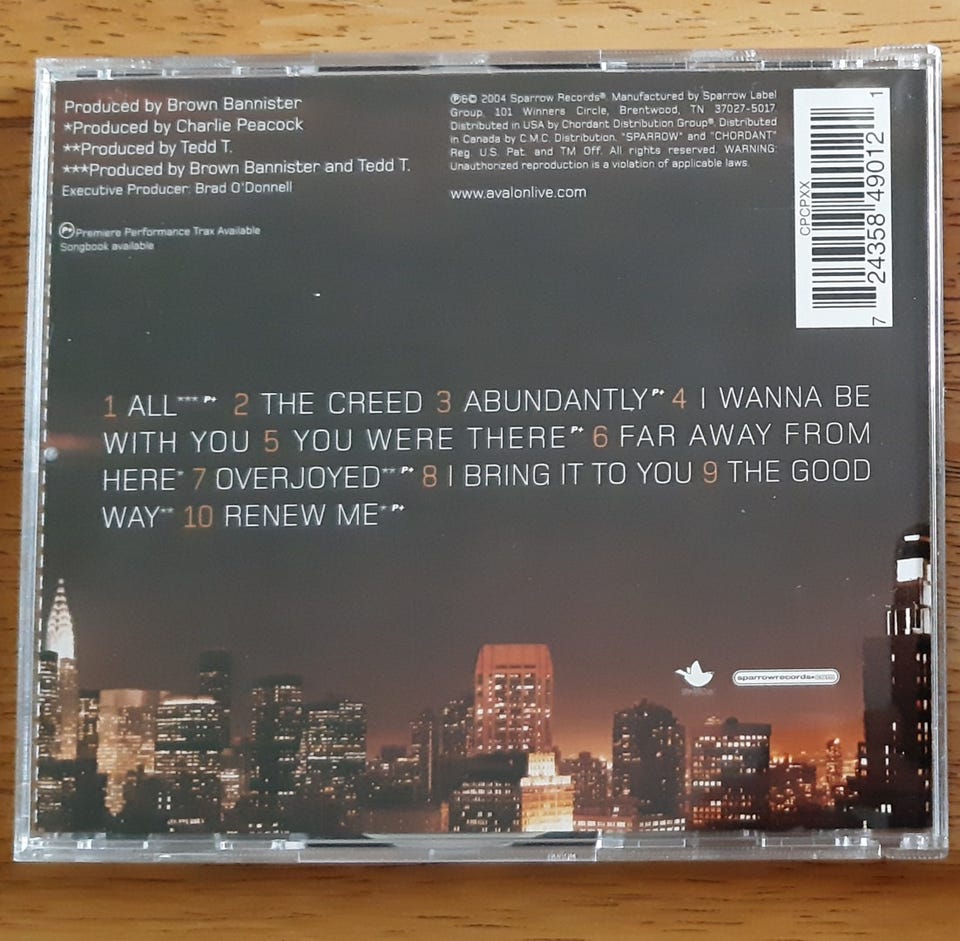 Produced by Brown Bannister
*Produced by Charlie Peacock
**Produced by Tedd T.
***Produced by Brown Bannister and Tedd T.
Executive Producer: Brad O'Donnell
P+ Premiere Performance Trax Available
Songbook available
℗&© 2004 Sparrow Records®. Manufactured by Sparrow Label
Group, 101 Winners Circle, Brentwood, TN 37027-5017
Distributed in USA by Chordant Distribution Group®. Distributed
in Canada by C.M.C. Distribution. "SPARROW" and "CHORDANT"
Reg. U.S. Pat. and TM Off. All rights reserved. WARNING:
Unauthorized reproduction is a violation of applicable laws.
www.avalonlive.com
CPCPXX
7 24358 49012 1
1 ALL*** P+ 2 THE CREED 3 ABUNDANTLY P+ 4 I WANNA BE
WITH YOU 5 YOU WERE THERE P+ 6 FAR AWAY FROM
HERE* 7 OVERJOYED** P+ 8 I BRING IT TO YOU 9 THE GOOD
WAY** 10 RENEW ME* P+
SPARROW
sparrowrecords.com